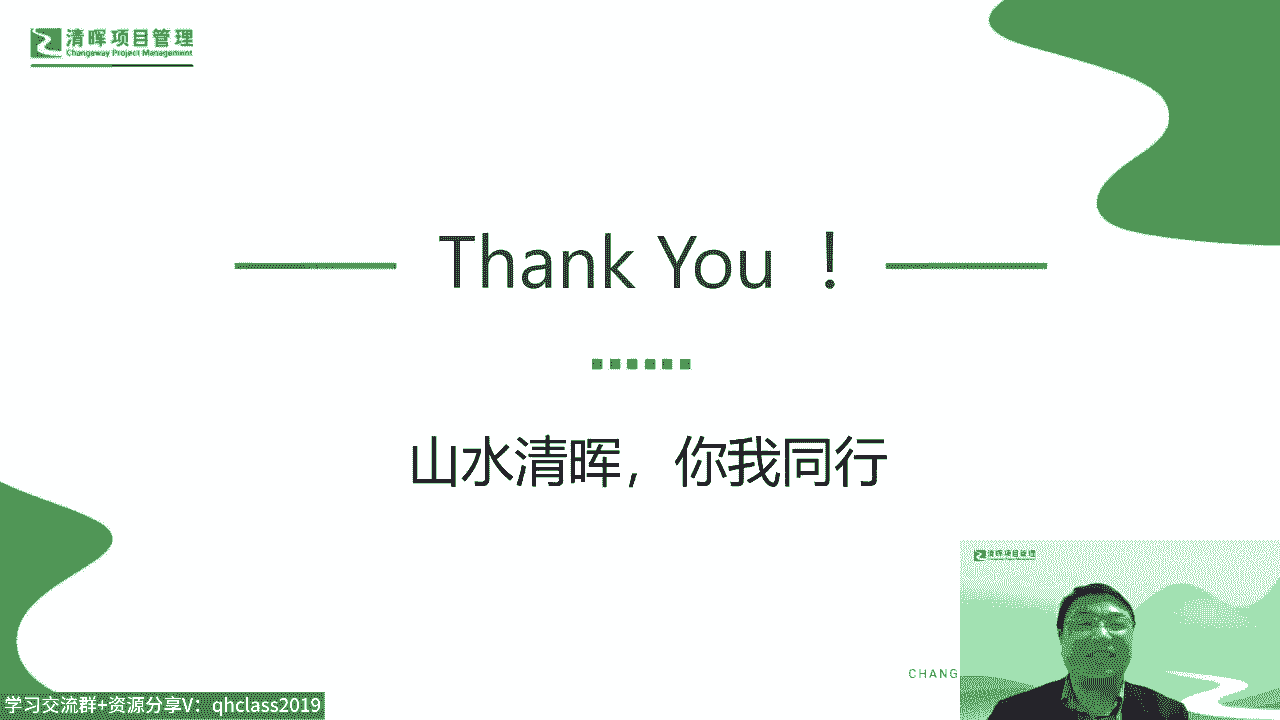 清晖项目管理
Changeway Project Management
Thank You ！
山水清晖，你我同行
清晖项目管理
CHANG
学习交流群+资源分享V：qhclass2019